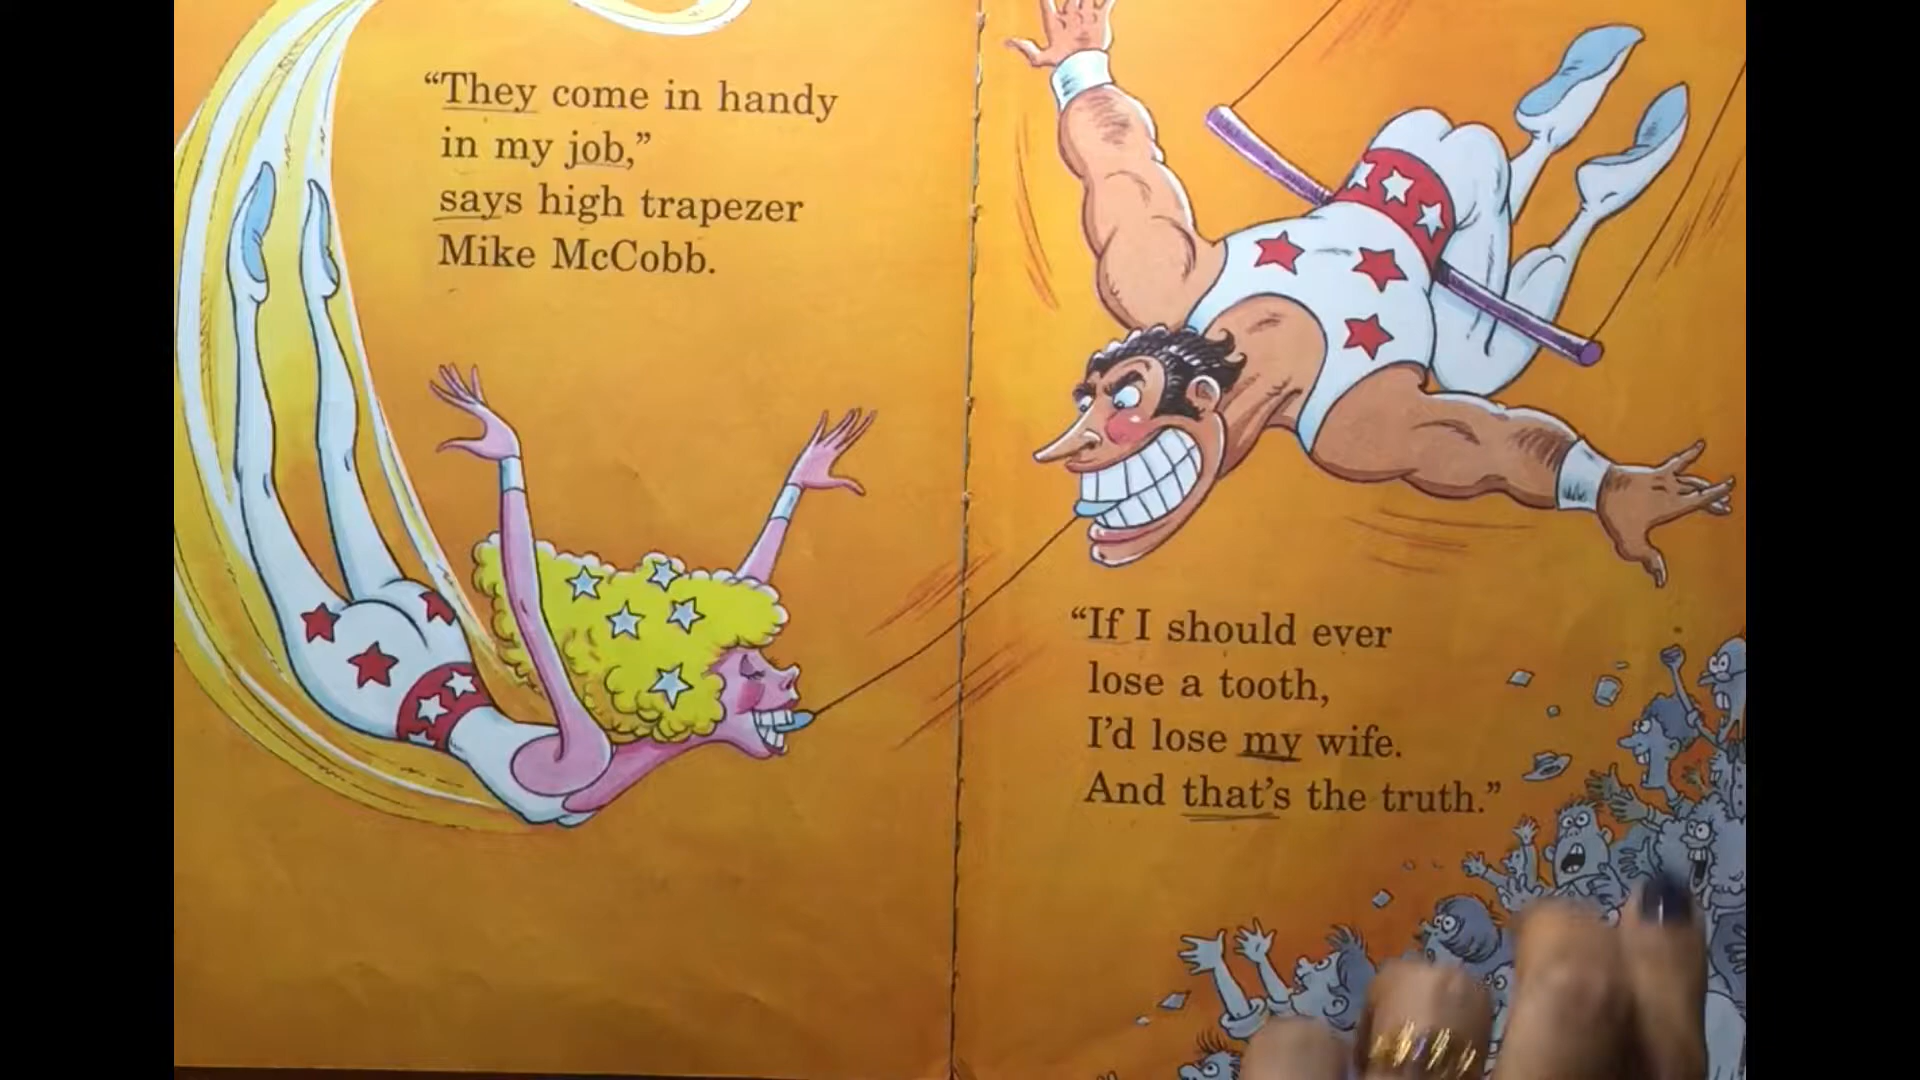 “They come in handy
in my job,”
says high trapezer
Mike McCobb.
“If I should ever
lose a tooth,
I’d lose my wife.
And that’s the truth.”